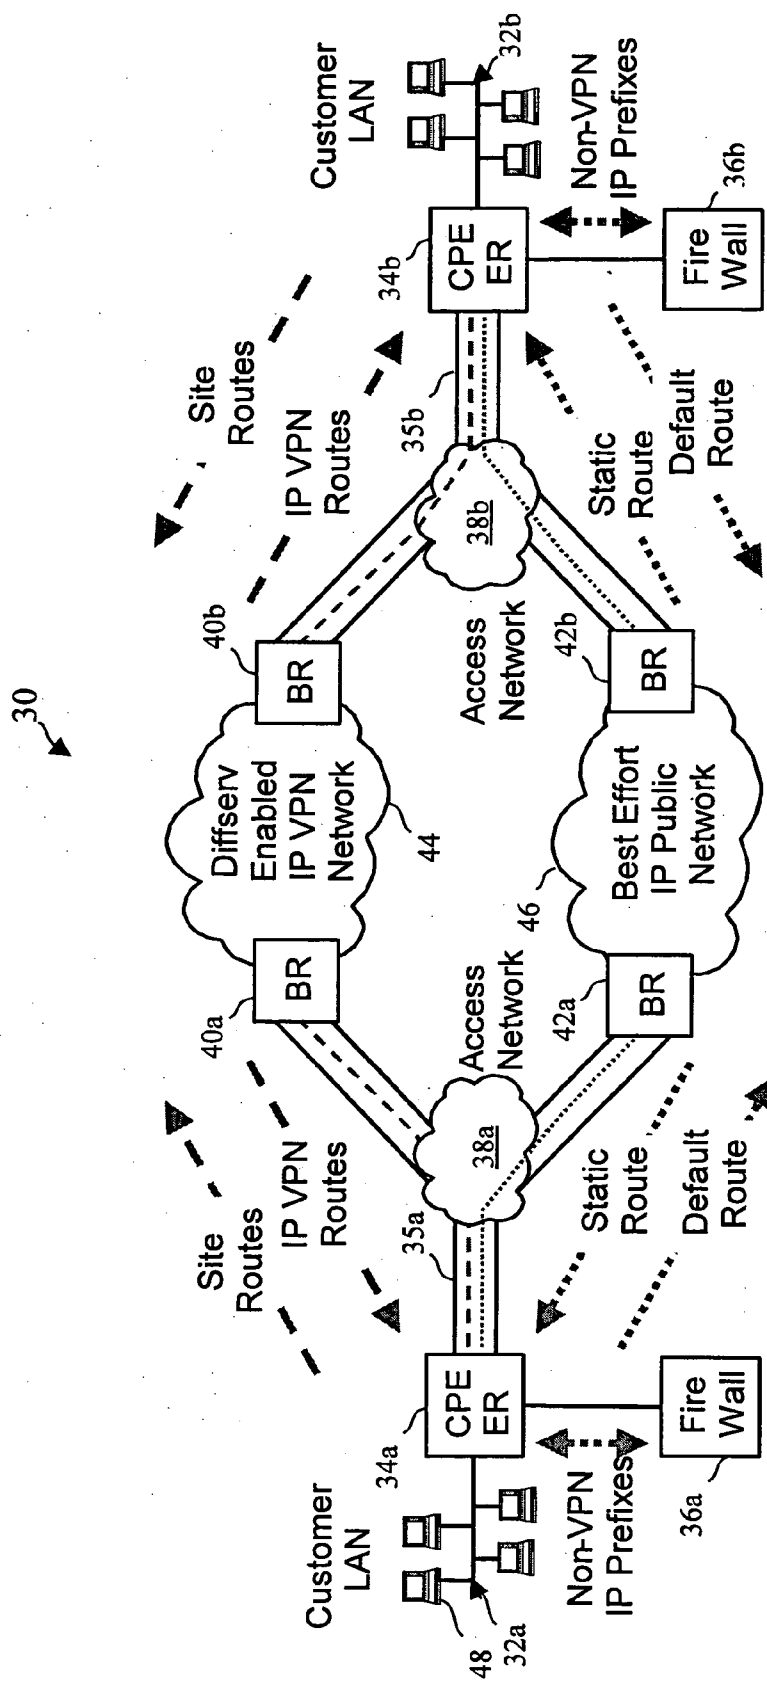 30
Customer
LAN
Site
Routes
IP VPN
Routes
40a
BR
Diffserv
Enabled
IP VPN
Network
44
40b
BR
IP VPN
Routes
Site
Routes
Customer
LAN
48
32a
34a
CPE
ER
35a
38a
Access
Network
Access
Network
38b
35b
34b
CPE
ER
32b
Non-VPN
IP Prefixes
36a
Fire
Wall
Static
Route
Default
Route
42a
BR
46
Best Effort
IP Public
Network
42b
BR
Static
Route
Default
Route
Non-VPN
IP Prefixes
36b
Fire
Wall